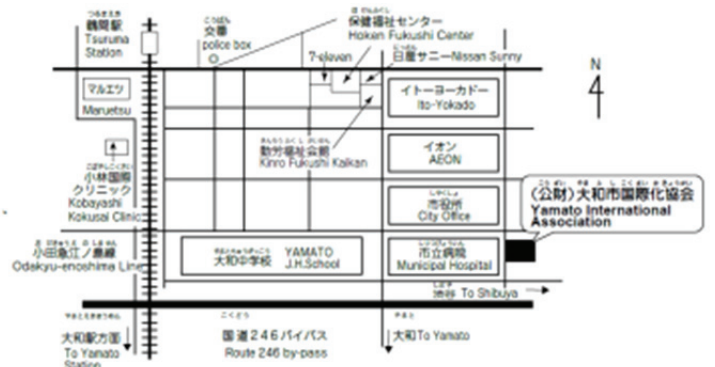 鶴間駅
Tsuruma
Station
交番
police box
保健福祉センター
Hoken Fukushi Center
7-eleven
日産サニーNissan Sunny
マルエツ
Maruetsu
イトーヨーカドー
Ito-Yokado
N
勤労福祉会館
Kinro Fukushi Kaikan
イオン
AEON
小林国際
クリニック
Kobayashi
Kokusai Clinic
市役所
City Office
(公財)大和市国際化協会
Yamato International
Association
小田急江ノ島線
Odakyu-enoshima Line
大和中学校 YAMATO
J.H.School
市立病院
Municipal Hospital
渋谷 To Shibuya
大和駅方面
To Yamato
Station
国道246バイパス
Route 246 by-pass
大和To Yamato